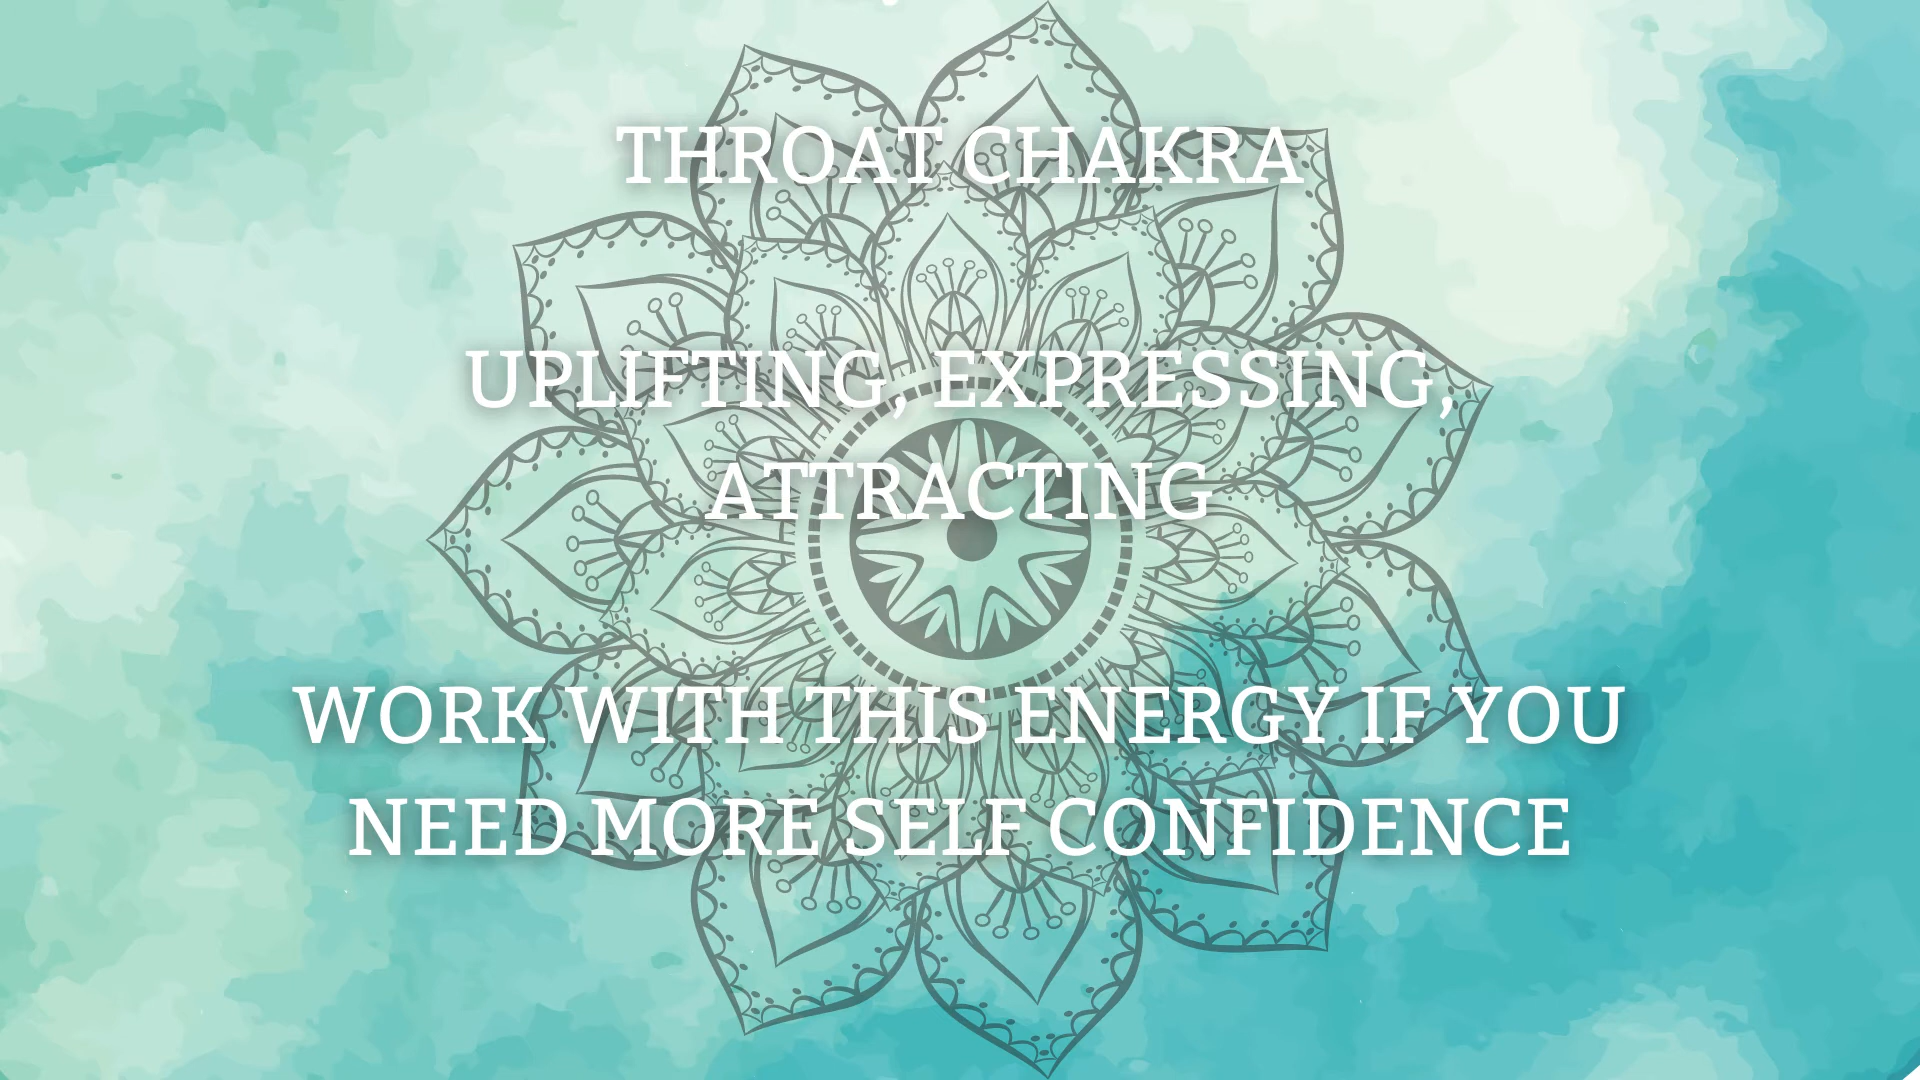 THROAT CHAKRA
UPLIFTING, EXPRESSING,
ATTRACTING
WORK WITH THIS ENERGY IF YOU
NEED MORE SELF CONFIDENCE